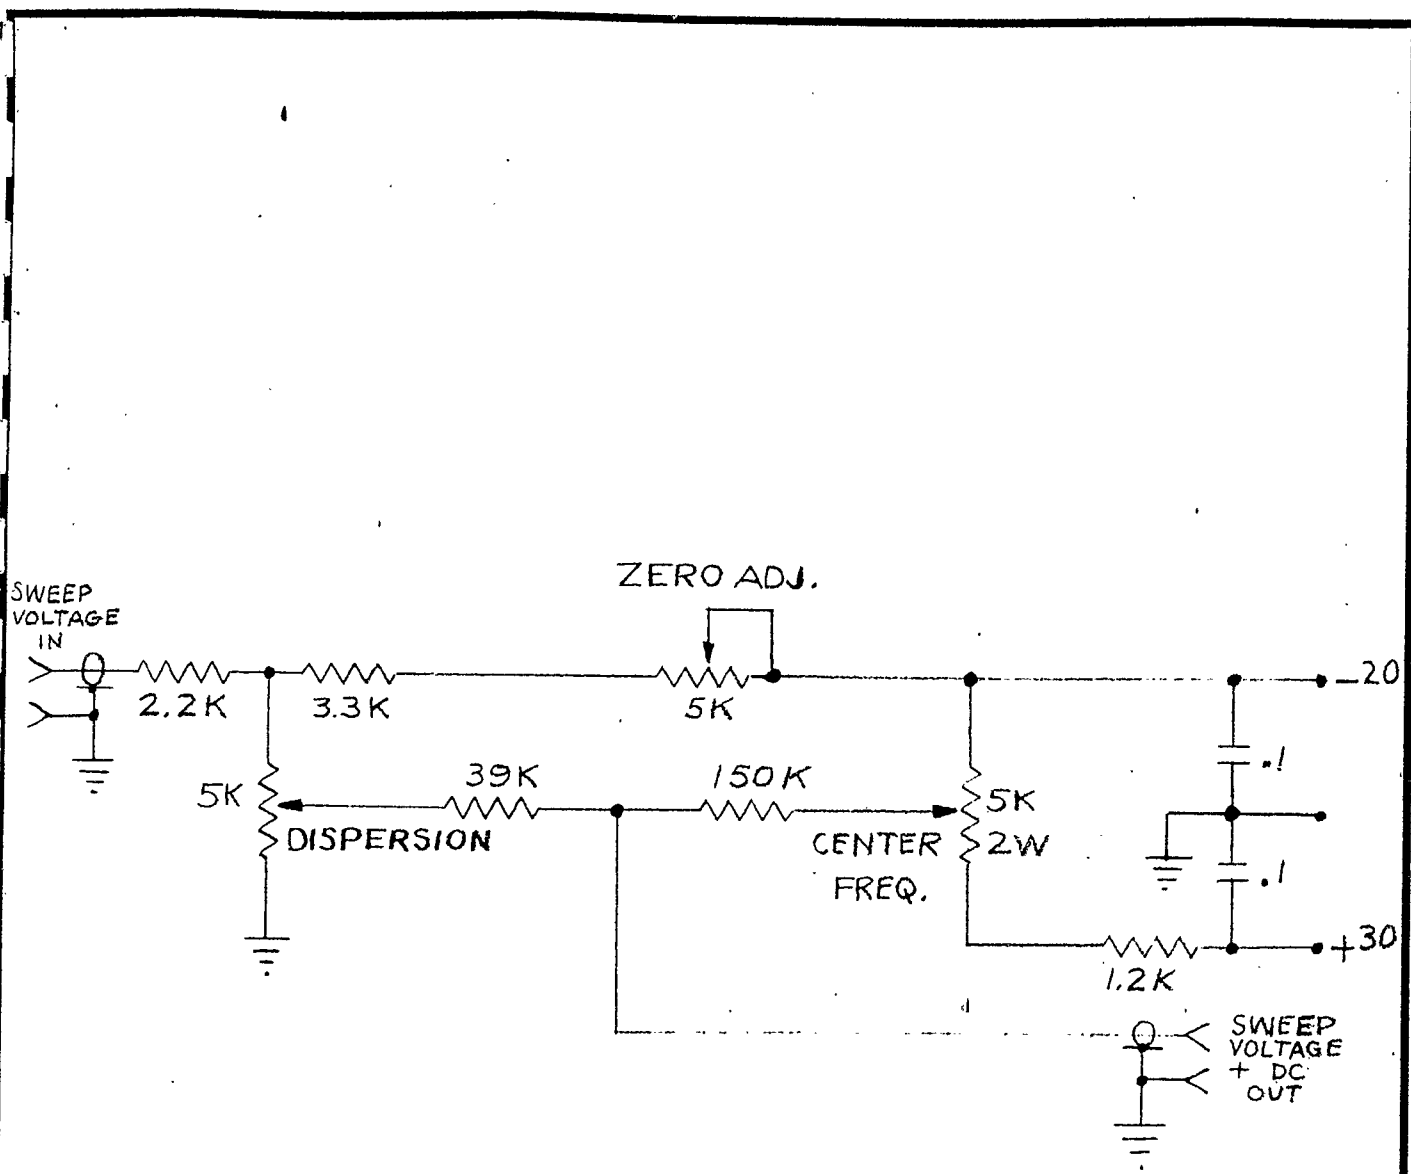 ZERO ADJ.
SWEEP
VOLTAGE
IN
2.2K
3.3K
5K
-20
5K
DISPERSION
39K
150K
CENTER
FREQ.
5K
2W
.1
.1
+30
1.2K
SWEEP
VOLTAGE
+ DC
OUT